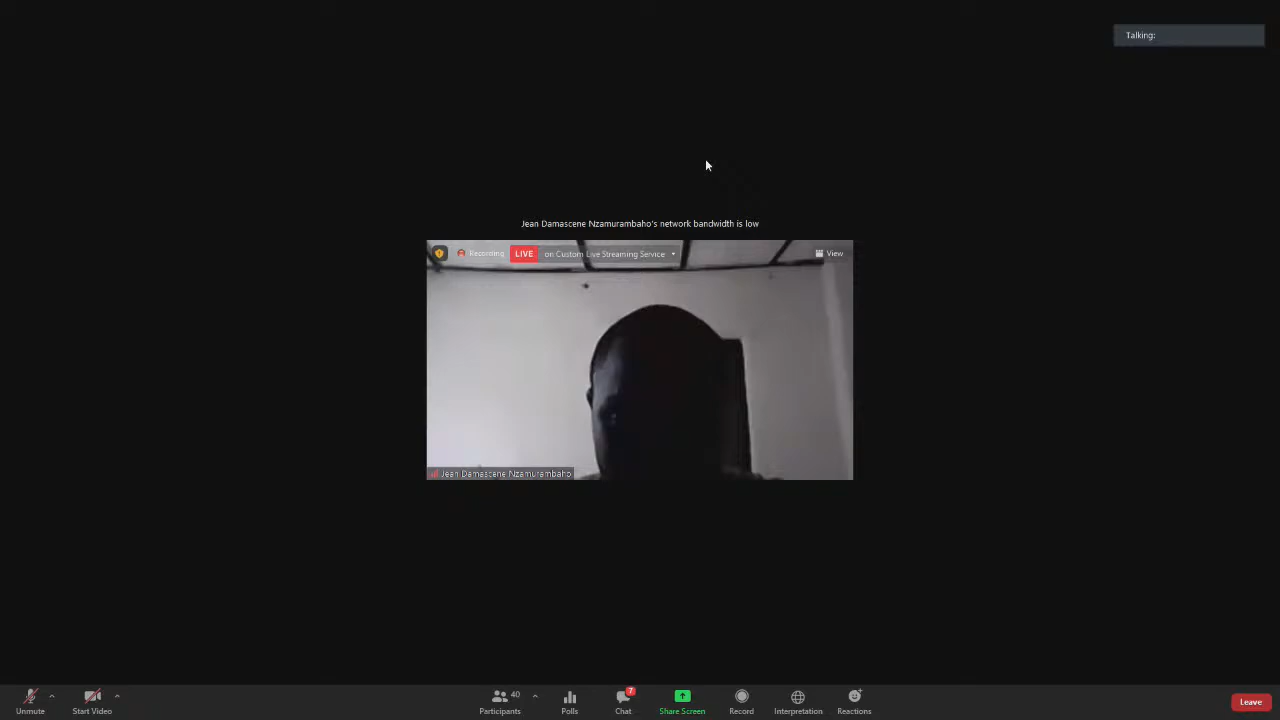 Talking:
Jean Damascene Nzamurambaho's network bandwidth is low
Recording LIVE on Custom Live Streaming Service View
Jean Damascene Nzamurambaho
Unmute Start Video Participants 40 Polls Chat 7 Share Screen Record Interpretation Reactions Leave